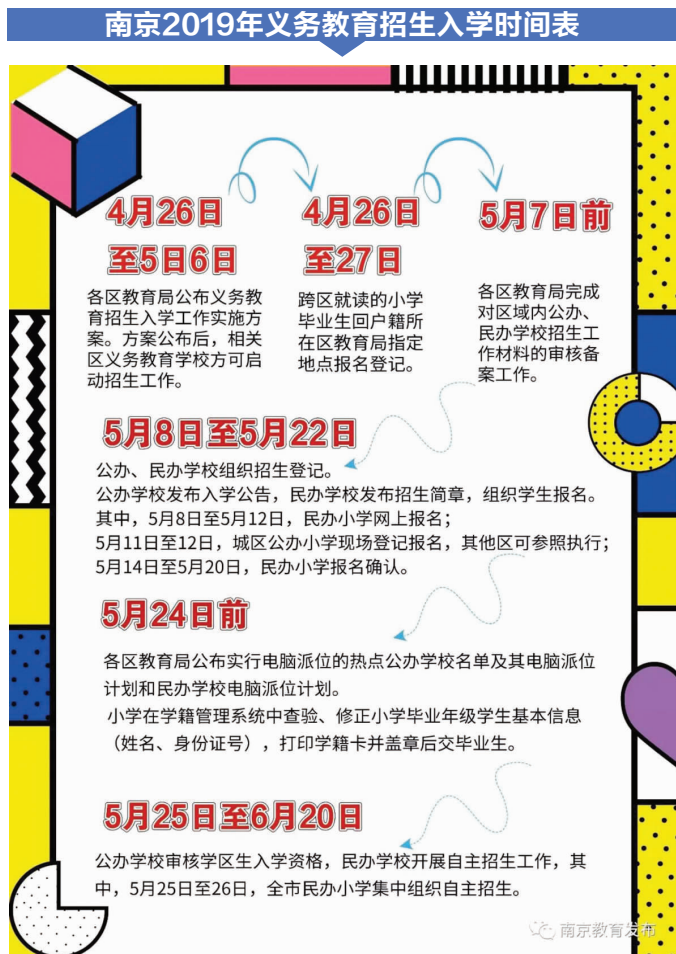 南京2019年义务教育招生入学时间表
4月26日
至5日6日
各区教育局公布义务教
育招生入学工作实施方
案。方案公布后，相关
区义务教育学校方可启
动招生工作。
4月26日
至27日
跨区就读的小学
毕业生回户籍所
在区教育局指定
地点报名登记。
5月7日前
各区教育局完成
对区域内公办、
民办学校招生工
作材料的审核备
案工作。
5月8日至5月22日
公办、民办学校组织招生登记。
公办学校发布入学公告，民办学校发布招生简章，组织学生报名。
其中，5月8日至5月12日，民办小学网上报名；
5月11日至12日，城区公办小学现场登记报名，其他区可参照执行；
5月14日至5月20日，民办小学报名确认。
5月24日前
各区教育局公布实行电脑派位的热点公办学校名单及其电脑派位
计划和民办学校电脑派位计划。
小学在学籍管理系统中查验、修正小学毕业年级学生基本信息
（姓名、身份证号），打印学籍卡并盖章后交毕业生。
5月25日至6月20日
公办学校审核学区生入学资格，民办学校开展自主招生工作，其
中，5月25日至26日，全市民办小学集中组织自主招生。
南京教育发布